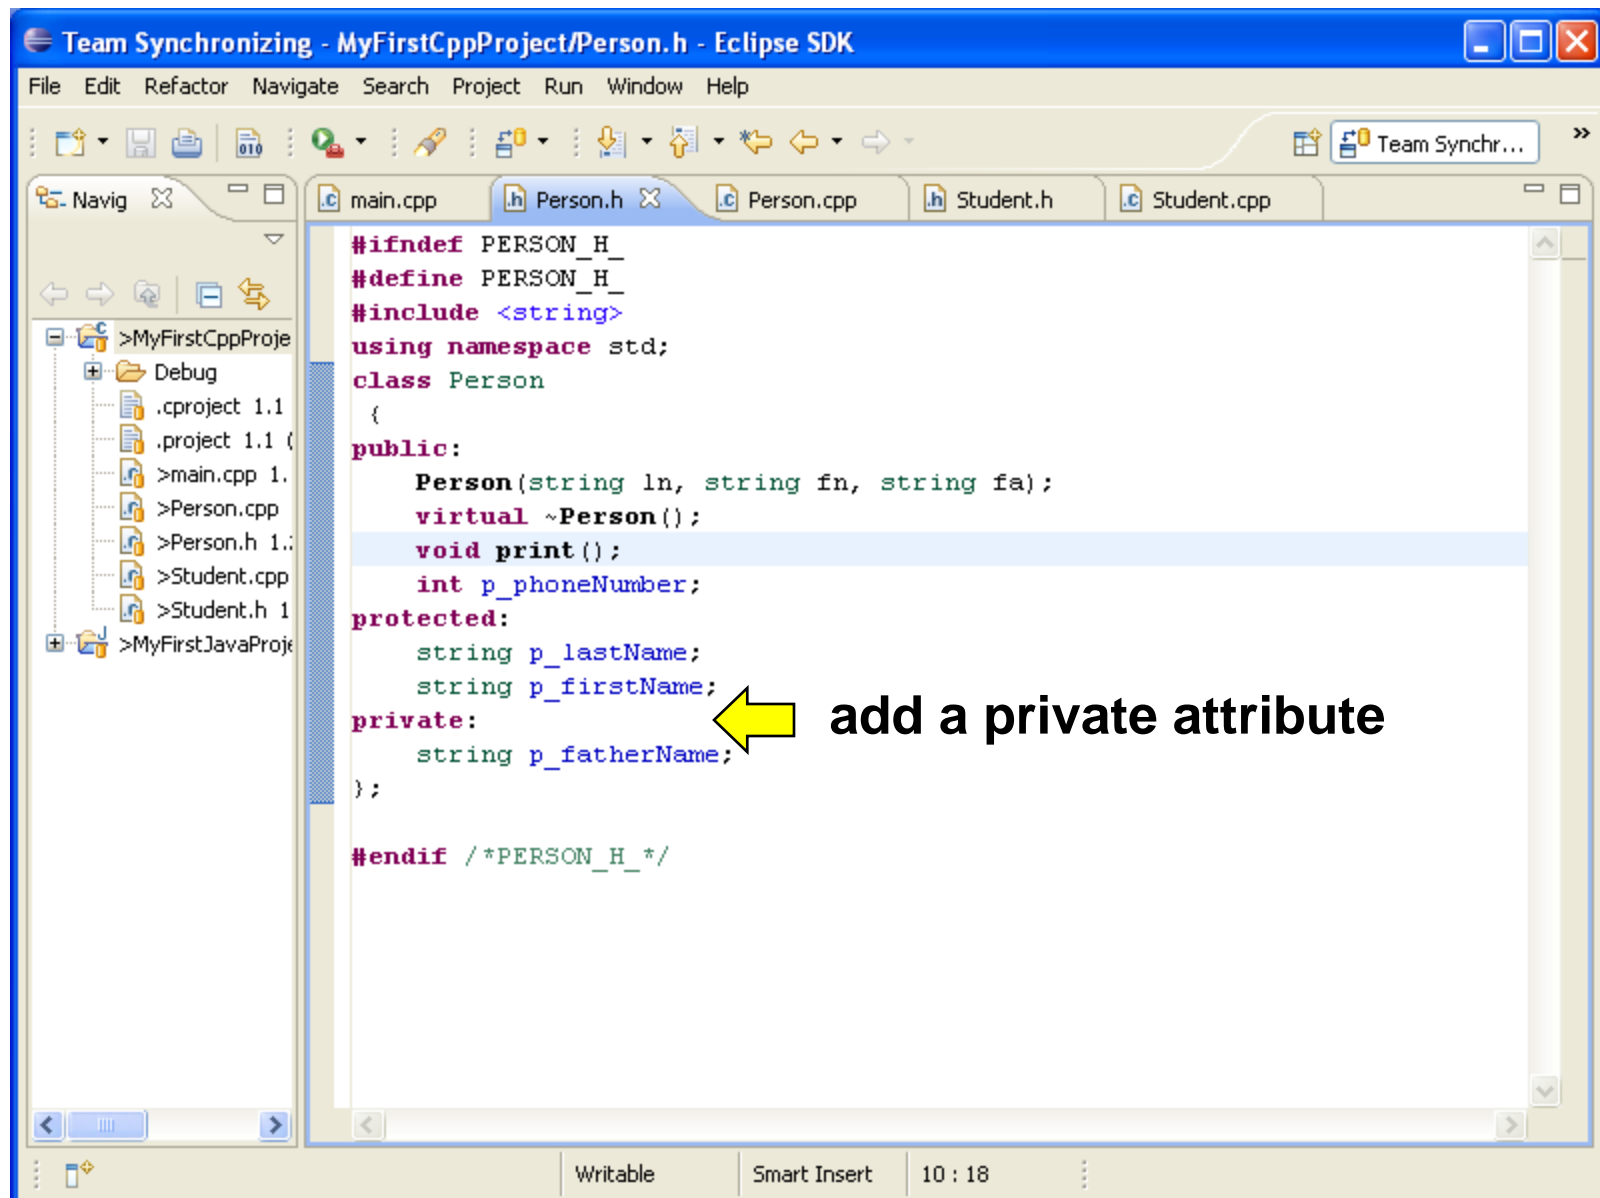 Team Synchronizing - MyFirstCppProject/Person.h - Eclipse SDK
File Edit Refactor Navigate Search Project Run Window Help
010
Team Synchr...
Navig
main.cpp
Person.h
Person.cpp
Student.h
Student.cpp
>MyFirstCppProje
Debug
.cproject 1.1
.project 1.1 (
>main.cpp 1.
>Person.cpp
>Person.h 1.
>Student.cpp
>Student.h 1
>MyFirstJavaProje
#ifndef PERSON_H_
#define PERSON_H_
#include <string>
using namespace std;
class Person
{
public:
Person(string ln, string fn, string fa);
virtual ~Person();
void print();
int p_phoneNumber;
protected:
string p_lastName;
string p_firstName;
private:
string p_fatherName;
};
#endif /*PERSON_H_*/
add a private attribute
Writable
Smart Insert
10 : 18